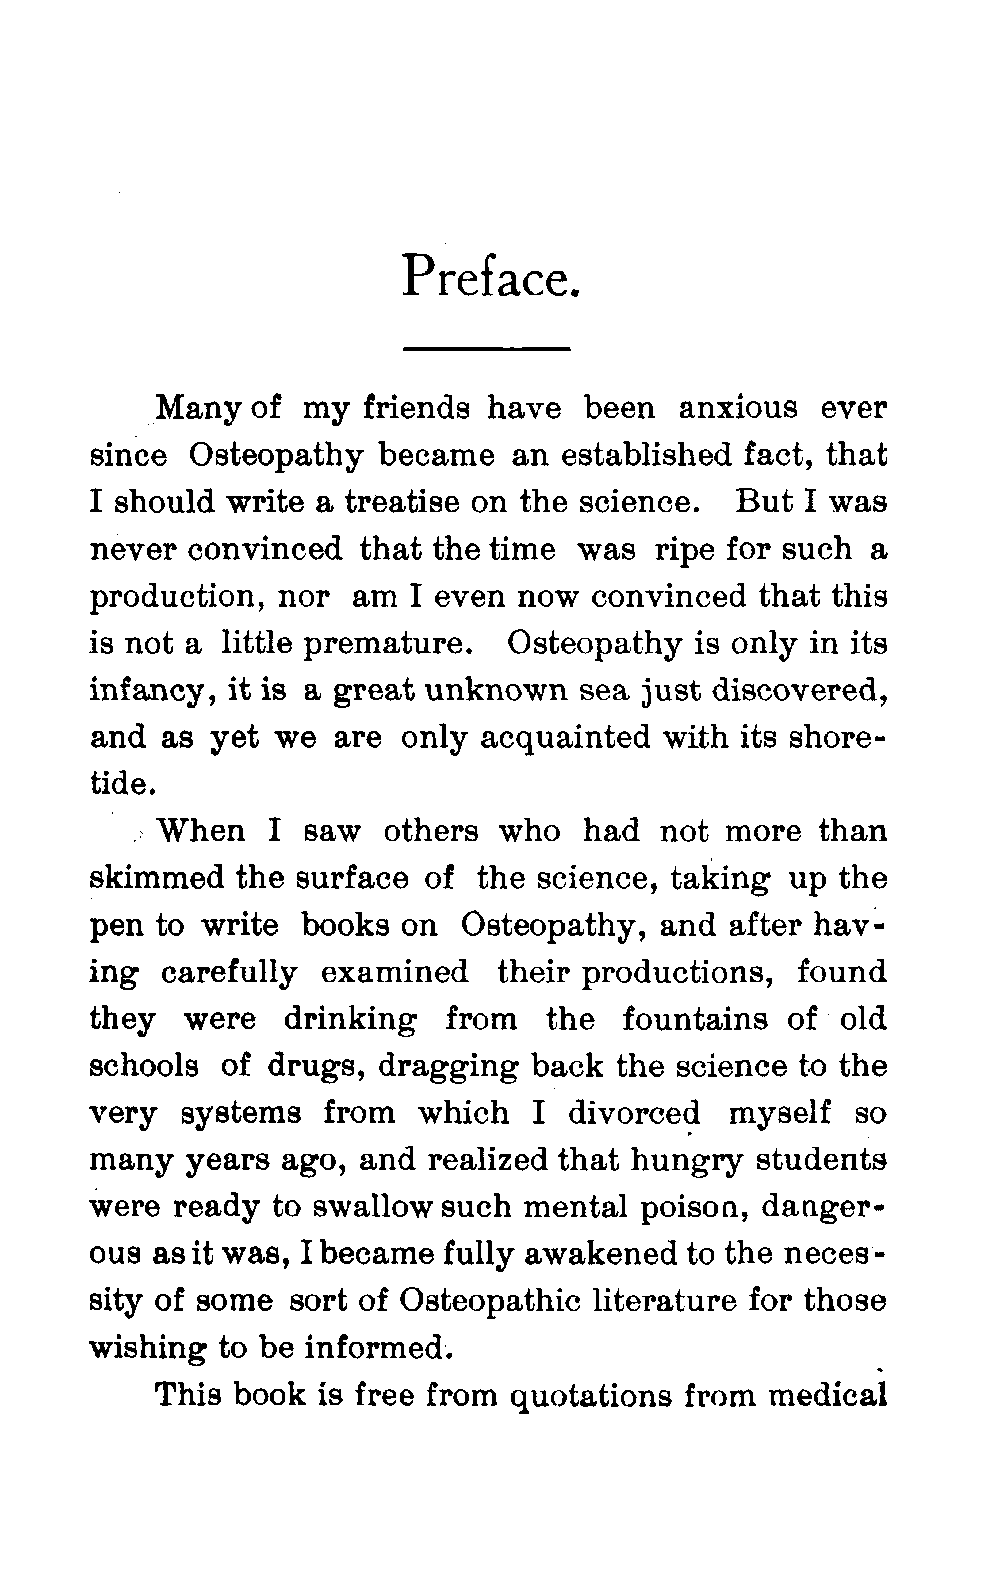 Preface.
Many of my friends have been anxious ever
since Osteopathy became an established fact, that
I should write a treatise on the science. But I was
never convinced that the time was ripe for such a
production, nor am I even now convinced that this
is not a little premature. Osteopathy is only in its
infancy, it is a great unknown sea just discovered,
and as yet we are only acquainted with its shore-
tide.
When I saw others who had not more than
skimmed the surface of the science, taking up the
pen to write books on Osteopathy, and after hav-
ing carefully examined their productions, found
they were drinking from the fountains of old
schools of drugs, dragging back the science to the
very systems from which I divorced myself so
many years ago, and realized that hungry students
were ready to swallow such mental poison, danger-
ous as it was, I became fully awakened to the neces-
sity of some sort of Osteopathic literature for those
wishing to be informed.
This book is free from quotations from medical